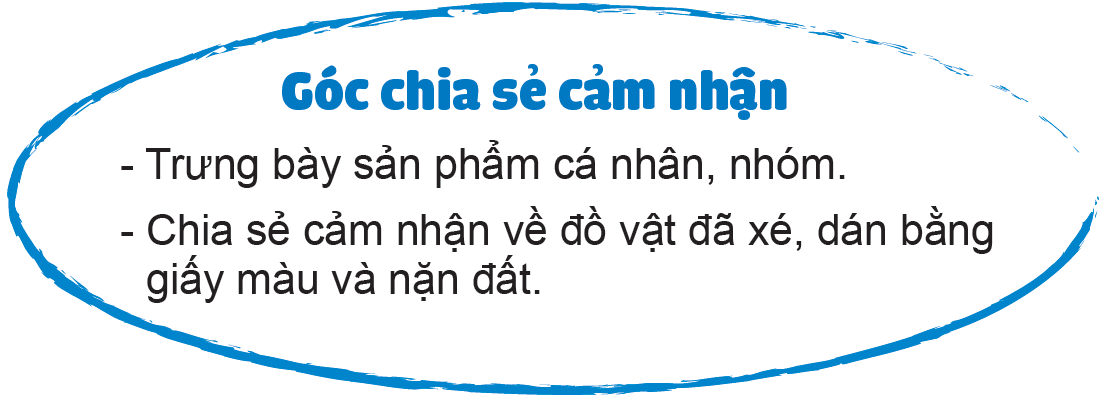 Góc chia sẻ cảm nhận
- Trưng bày sản phẩm cá nhân, nhóm.
- Chia sẻ cảm nhận về đồ vật đã xé, dán bằng
giấy màu và nặn đất.